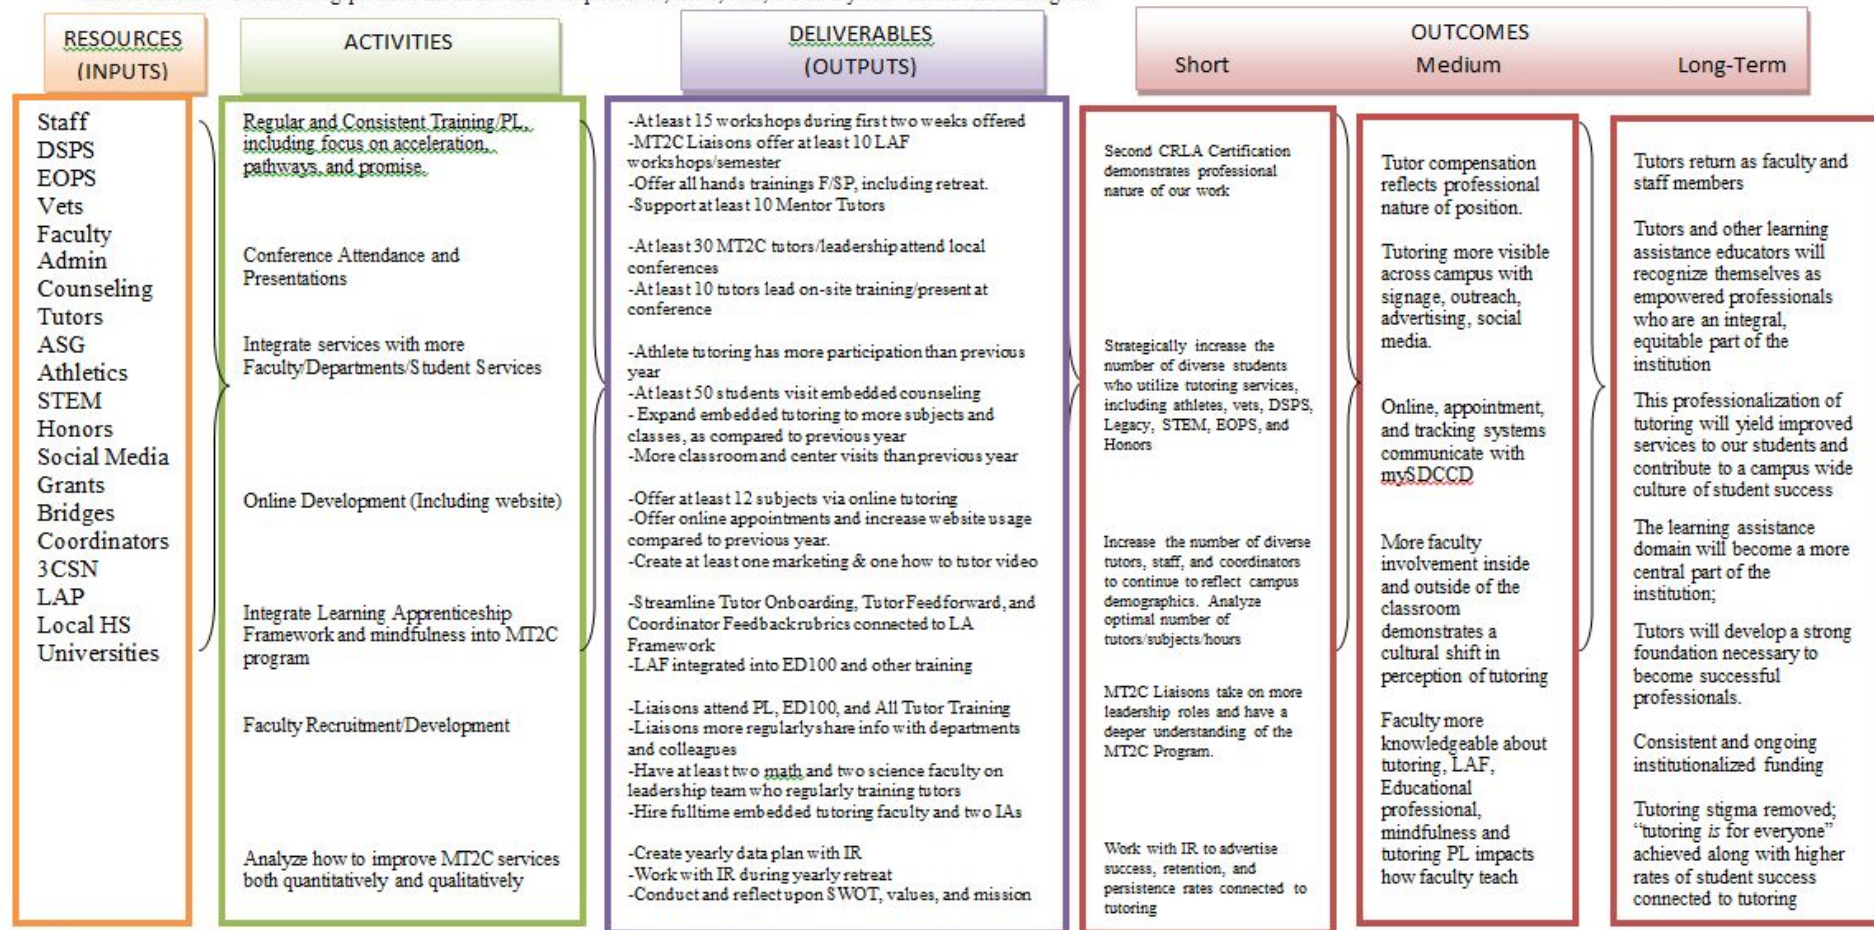 RESOURCES
(INPUTS)
Staff
DSPS
EOPS
Vets
Faculty
Admin
Counseling
Tutors
ASG
Athletics
STEM
Honors
Social Media
Grants
Bridges
Coordinators
3CSN
LAP
Local HS
Universities
ACTIVITIES
Regular and Consistent Training/PL,
including focus on acceleration,
pathways, and promise.
Conference Attendance and
Presentations
Integrate services with more
Faculty/Departments/Student Services
Online Development (Including website)
Integrate Learning Apprenticeship
Framework and mindfulness into MT2C
program
Faculty Recruitment/Development
Analyze how to improve MT2C services
both quantitatively and qualitatively
DELIVERABLES
(OUTPUTS)
-At least 15 workshops during first two weeks offered
-MT2C Liaisons offer at least 10 LAF
workshops/semester
-Offer all hands trainings F/SP, including retreat.
-Support at least 10 Mentor Tutors
-At least 30 MT2C tutors/leadership attend local
conferences
-At least 10 tutors lead on-site training/present at
conference
-Athlete tutoring has more participation than previous
year
-At least 50 students visit embedded counseling
- Expand embedded tutoring to more subjects and
classes, as compared to previous year
-More classroom and center visits than previous year
-Offer at least 12 subjects via online tutoring
-Offer online appointments and increase website usage
compared to previous year.
-Create at least one marketing & one how to tutor video
-Streamline Tutor Onboarding, Tutor Feedforward, and
Coordinator Feedback rubrics connected to LA
Framework
-LAF integrated into ED100 and other training
-Liaisons attend PL, ED100, and All Tutor Training
-Liaisons more regularly share info with departments
and colleagues
-Have at least two math and two science faculty on
leadership team who regularly training tutors
-Hire fulltime embedded tutoring faculty and two IAs
-Create yearly data plan with IR
-Work with IR during yearly retreat
-Conduct and reflect upon SWOT, values, and mission
OUTCOMES
Short Medium Long-Term
Second CRLA Certification
demonstrates professional
nature of our work
Strategically increase the
number of diverse students
who utilize tutoring services,
including athletes, vets, DSPS,
Legacy, STEM, EOPS, and
Honors
Increase the number of diverse
tutors, staff, and coordinators
to continue to reflect campus
demographics. Analyze
optimal number of
tutors/subjects/hours
MT2C Liaisons take on more
leadership roles and have a
deeper understanding of the
MT2C Program.
Work with IR to advertise
success, retention, and
persistence rates connected to
tutoring
Tutor compensation
reflects professional
nature of position.
Tutoring more visible
across campus with
signage, outreach,
advertising, social
media.
Online, appointment,
and tracking systems
communicate with
mySDCCD
More faculty
involvement inside
and outside of the
classroom
demonstrates a
cultural shift in
perception of tutoring
Faculty more
knowledgeable about
tutoring, LAF,
Educational
professional,
mindfulness and
tutoring PL impacts
how faculty teach
Tutors return as faculty and
staff members
Tutors and other learning
assistance educators will
recognize themselves as
empowered professionals
who are an integral,
equitable part of the
institution
This professionalization of
tutoring will yield improved
services to our students and
contribute to a campus wide
culture of student success
The learning assistance
domain will become a more
central part of the
institution;
Tutors will develop a strong
foundation necessary to
become successful
professionals.
Consistent and ongoing
institutionalized funding
Tutoring stigma removed;
“tutoring is for everyone”
achieved along with higher
rates of student success
connected to tutoring